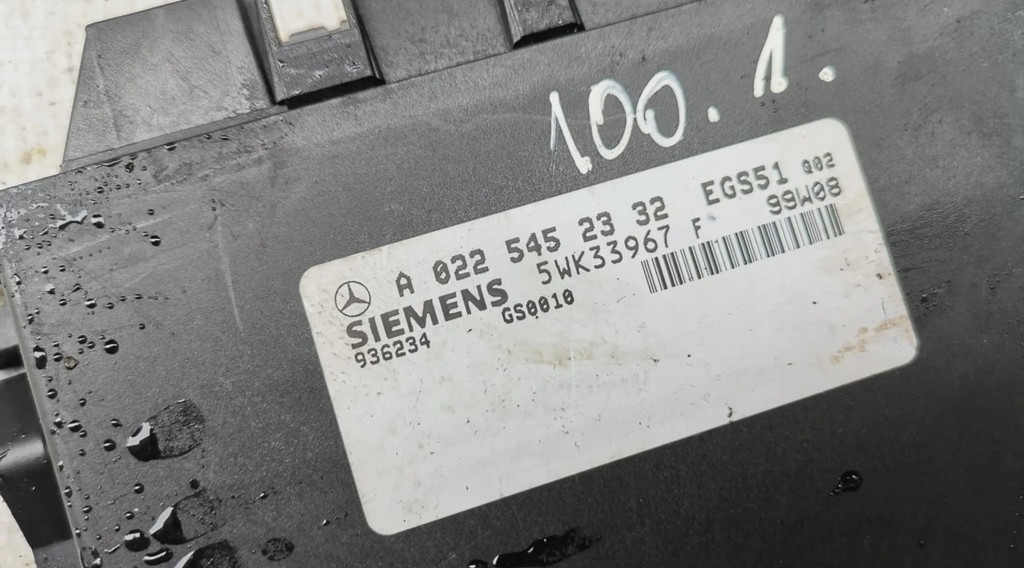 100. 1.
A 022 545 23 32 EGS51 Q02
SIEMENS 5WK33967 F 99W08
936234 GS0010